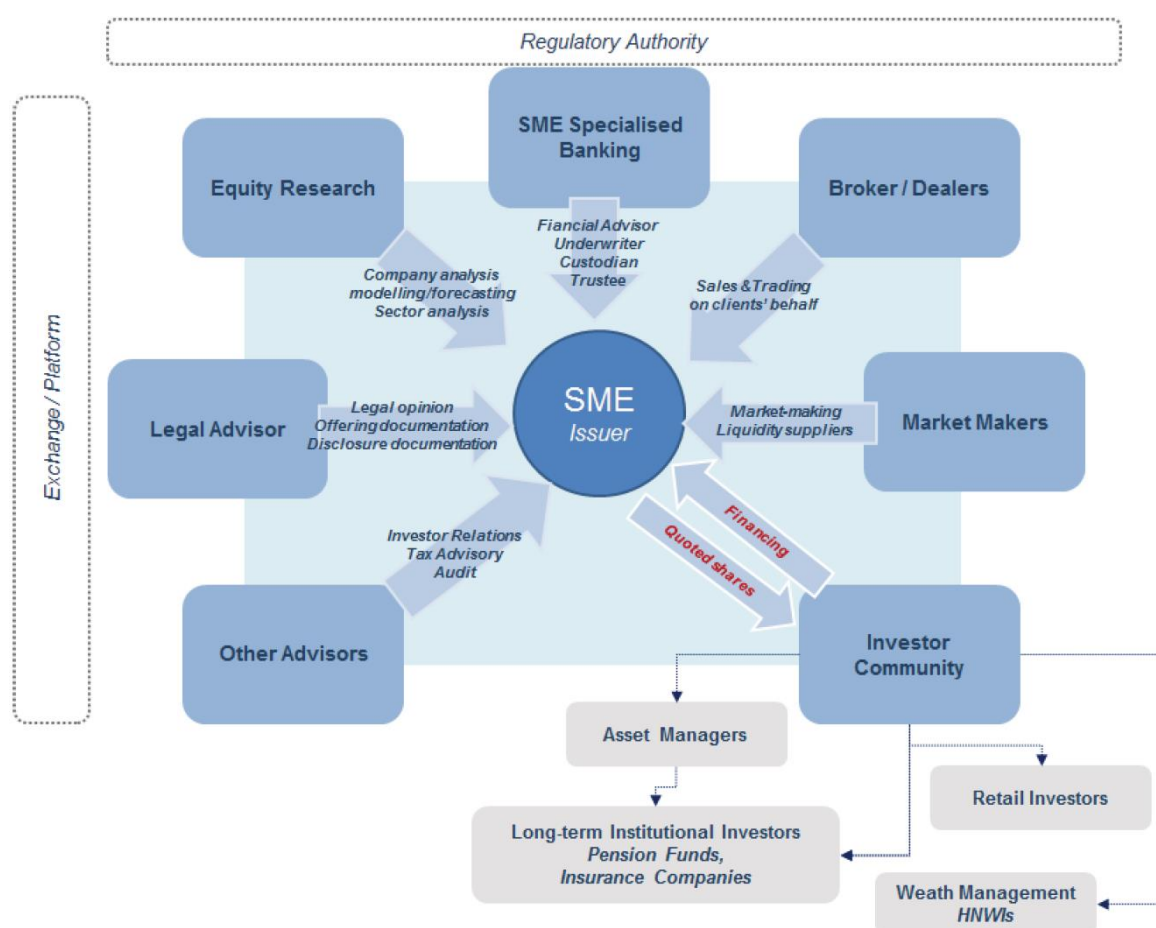 Regulatory Authority
Exchange / Platform
SME Specialised
Banking
Equity Research
Broker / Dealers
Fiancial Advisor
Underwriter
Custodian
Trustee
Company analysis
modelling/forecasting
Sector analysis
Sales & Trading
on clients' behalf
SME
Issuer
Legal Advisor
Legal opinion
Offering documentation
Disclosure documentation
Market-making
Liquidity suppliers
Market Makers
Investor Relations
Tax Advisory
Audit
Financing
Quoted shares
Other Advisors
Investor
Community
Asset Managers
Retail Investors
Long-term Institutional Investors
Pension Funds,
Insurance Companies
Weath Management
HNWIs